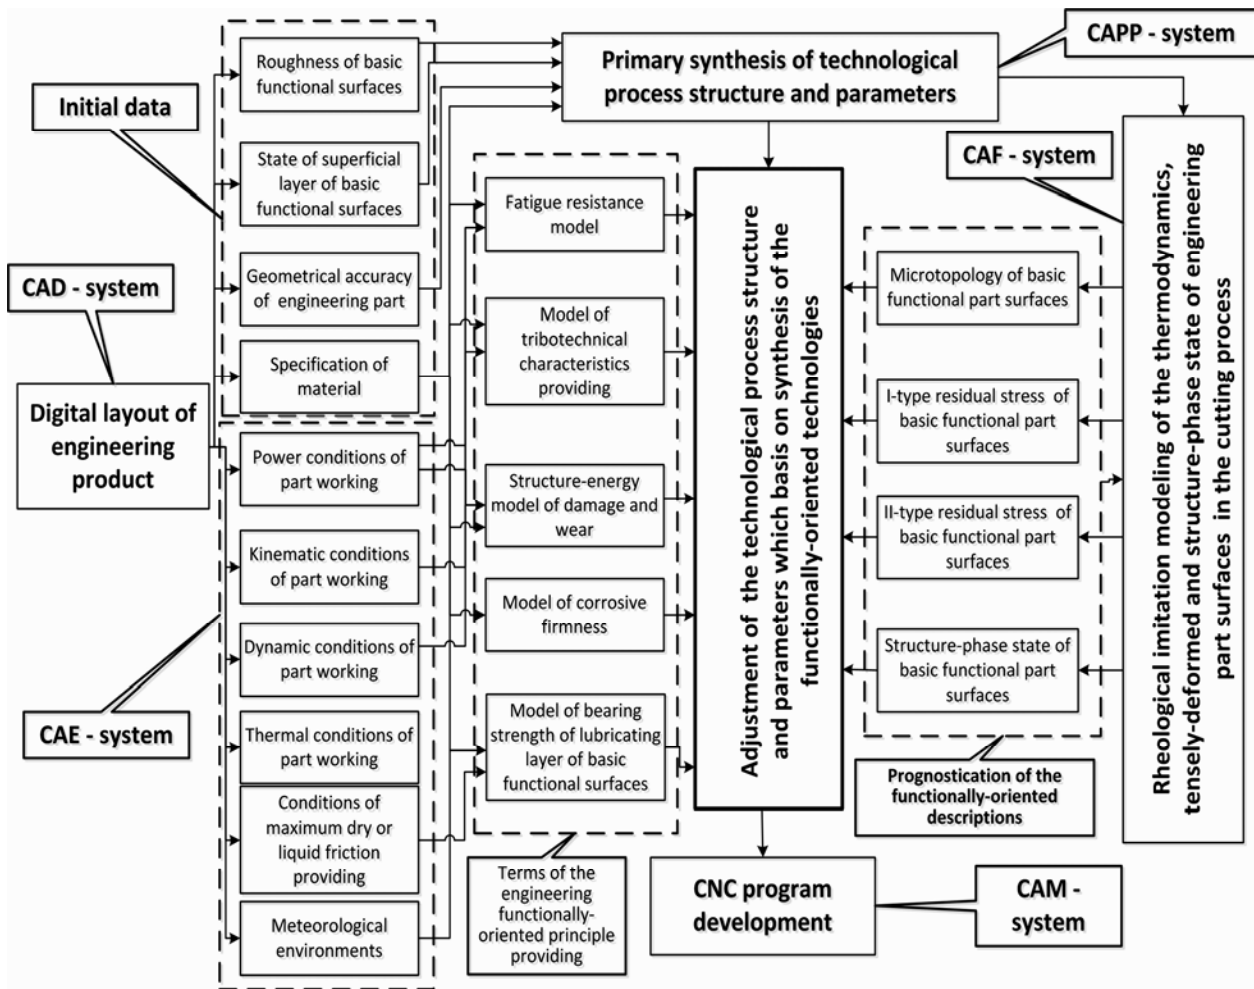 CAPP - system
Primary synthesis of technological
process structure and parameters
Initial data
Roughness of basic
functional surfaces
State of superficial
layer of basic
functional surfaces
Geometrical accuracy
of engineering part
Specification of
material
CAD - system
Digital layout of
engineering
product
Power conditions of
part working
Kinematic conditions
of part working
Dynamic conditions of
part working
Thermal conditions of
part working
Conditions of
maximum dry or
liquid friction
providing
Meteorological
environments
CAE - system
Fatigue resistance
model
Model of
tribotechnical
characteristics
providing
Structure-energy
model of damage and
wear
Model of corrosive
firmness
Model of bearing
strength of lubricating
layer of basic
functional surfaces
Terms of the
engineering
functionally-
oriented principle
providing
Adjustment of the technological process structure
and parameters which basis on synthesis of the
functionally-oriented technologies
CAF - system
Microtopology of basic
functional part surfaces
I-type residual stress of
basic functional part
surfaces
II-type residual stress of
basic functional part
surfaces
Structure-phase state of
basic functional part
surfaces
Prognostication of the
functionally-oriented
descriptions
Rheological imitation modeling of the thermodynamics,
tensely-deformed and structure-phase state of engineering
part surfaces in the cutting process
CNC program
development
CAM -
system